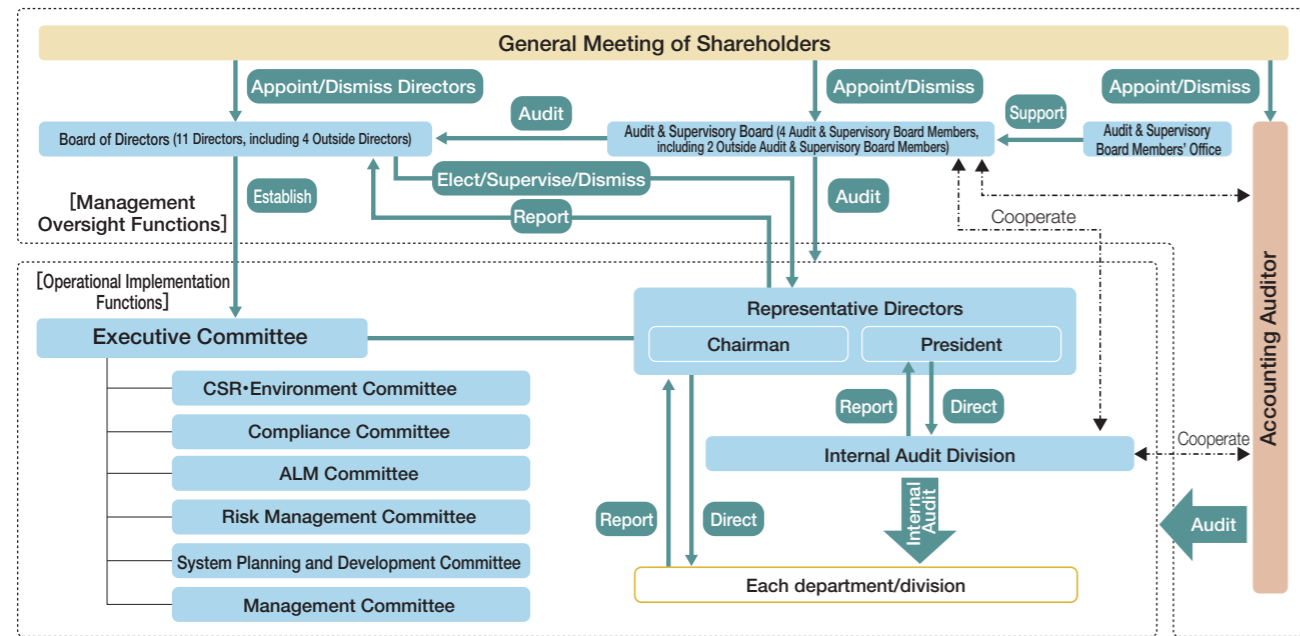 General Meeting of Shareholders
Appoint/Dismiss Directors
Appoint/Dismiss
Appoint/Dismiss
Audit
Support
Board of Directors (11 Directors, including 4 Outside Directors)
Audit & Supervisory Board (4 Audit & Supervisory Board Members,
including 2 Outside Audit & Supervisory Board Members)
Audit & Supervisory
Board Members' Office
Elect/Supervise/Dismiss
Establish
Audit
[Management
Oversight Functions]
Report
Cooperate
Accounting Auditor
[Operational Implementation
Functions]
Representative Directors
Executive Committee
Chairman
President
CSR•Environment Committee
Report
Direct
Compliance Committee
Internal Audit Division
Cooperate
ALM Committee
Risk Management Committee
Report
Direct
Internal
Audit
Audit
System Planning and Development Committee
Each department/division
Management Committee